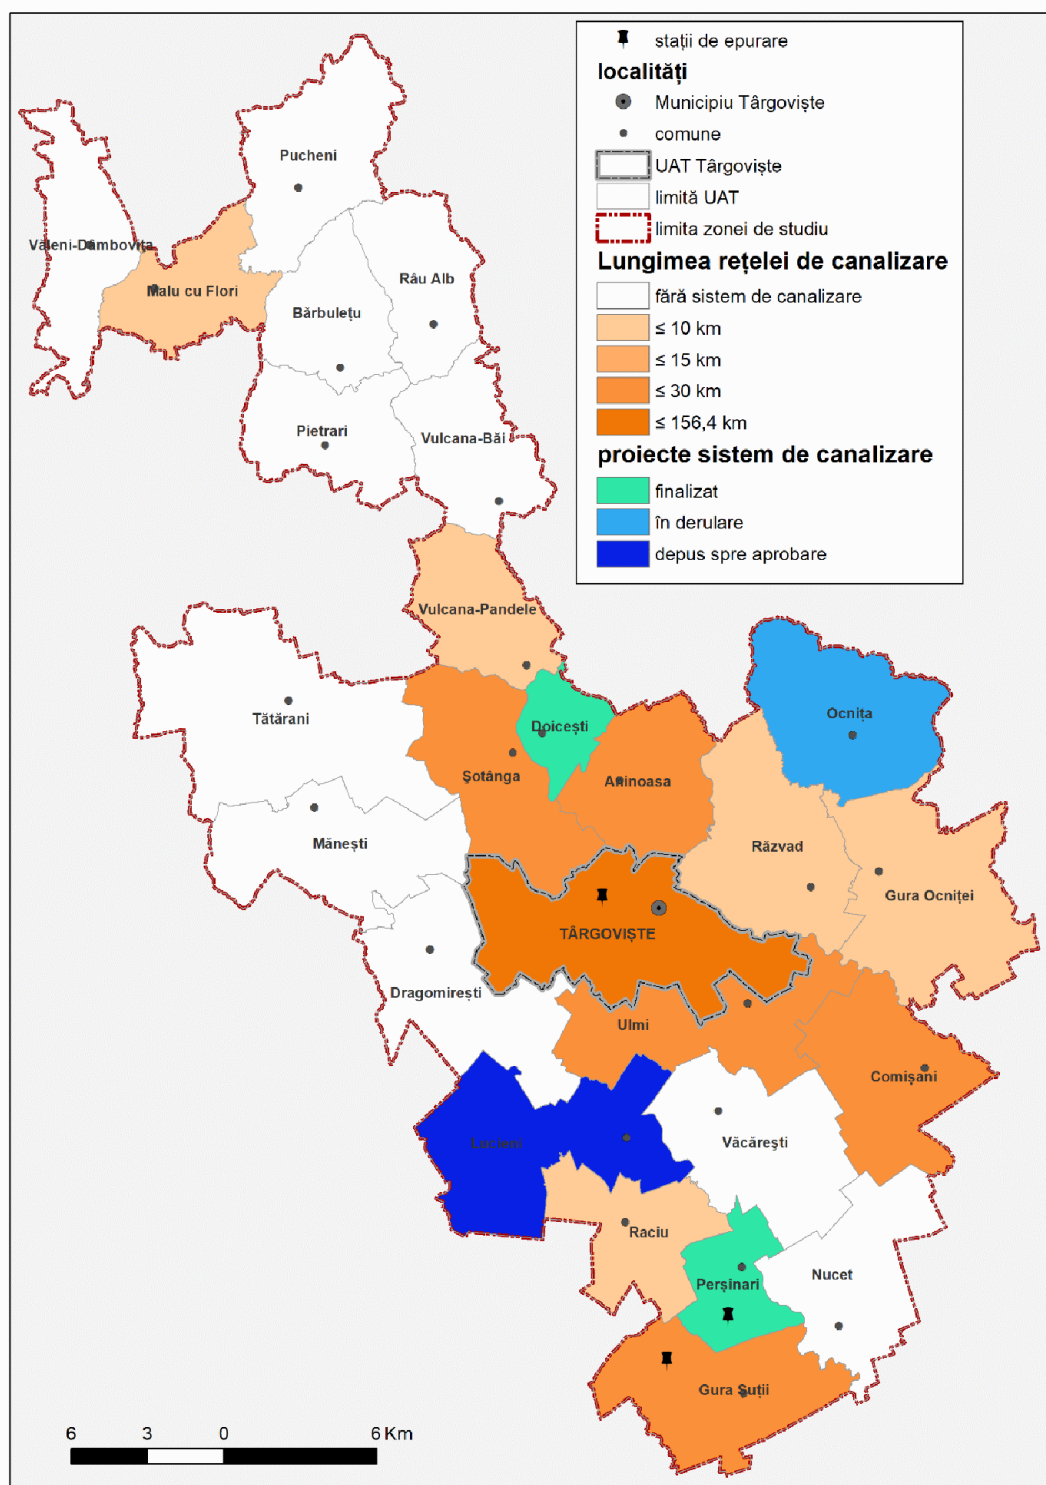 stații de epurare
localități
Municipiu Târgoviște
comune
UAT Târgoviște
limită UAT
limita zonei de studiu
Lungimea rețelei de canalizare
fără sistem de canalizare
≤ 10 km
≤ 15 km
≤ 30 km
≤ 156,4 km
proiecte sistem de canalizare
finalizat
în derulare
depus spre aprobare
Pucheni
Văleni-Dâmbovița
Malu cu Flori
Râu Alb
Bărbulețu
Pietrari
Vulcana-Băi
Vulcana-Pandele
Tătărani
Doicești
Ocnița
Șotânga
Aninoasa
Mănești
Răzvad
Gura Ocniței
TÂRGOVIȘTE
Dragomirești
Ulmi
Comișani
Lucieni
Văcărești
Raciu
Perșinari
Nucet
Gura Șuții
6 3 0 6 Km